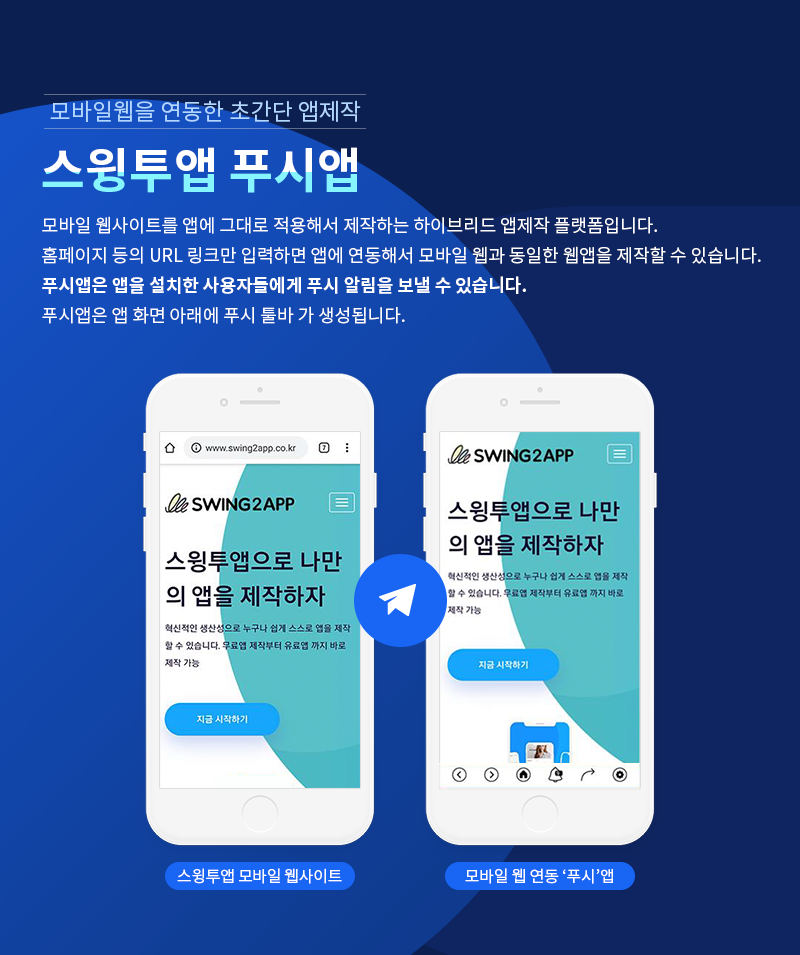 모바일웹을 연동한 초간단 앱제작
스윙투앱 푸시앱
모바일 웹사이트를 앱에 그대로 적용해서 제작하는 하이브리드 앱제작 플랫폼입니다.
홈페이지 등의 URL 링크만 입력하면 앱에 연동해서 모바일 웹과 동일한 웹앱을 제작할 수 있습니다.
푸시앱은 앱을 설치한 사용자들에게 푸시 알림을 보낼 수 있습니다.
푸시앱은 앱 화면 아래에 푸시 툴바 가 생성됩니다.
www.swing2app.co.kr
7
SWING2APP
스윙투앱으로 나만
의 앱을 제작하자
혁신적인 생산성으로 누구나 쉽게 스스로 앱을 제작
할 수 있습니다. 무료앱 제작부터 유료앱 까지 바로
제작 가능
지금 시작하기
스윙투앱 모바일 웹사이트
SWING2APP
스윙투앱으로 나만
의 앱을 제작하자
혁신적인 생산성으로 누구나 쉽게 스스로 앱을 제작
할 수 있습니다. 무료앱 제작부터 유료앱 까지 바로
제작 가능
지금 시작하기
모바일 웹 연동 ‘푸시’앱